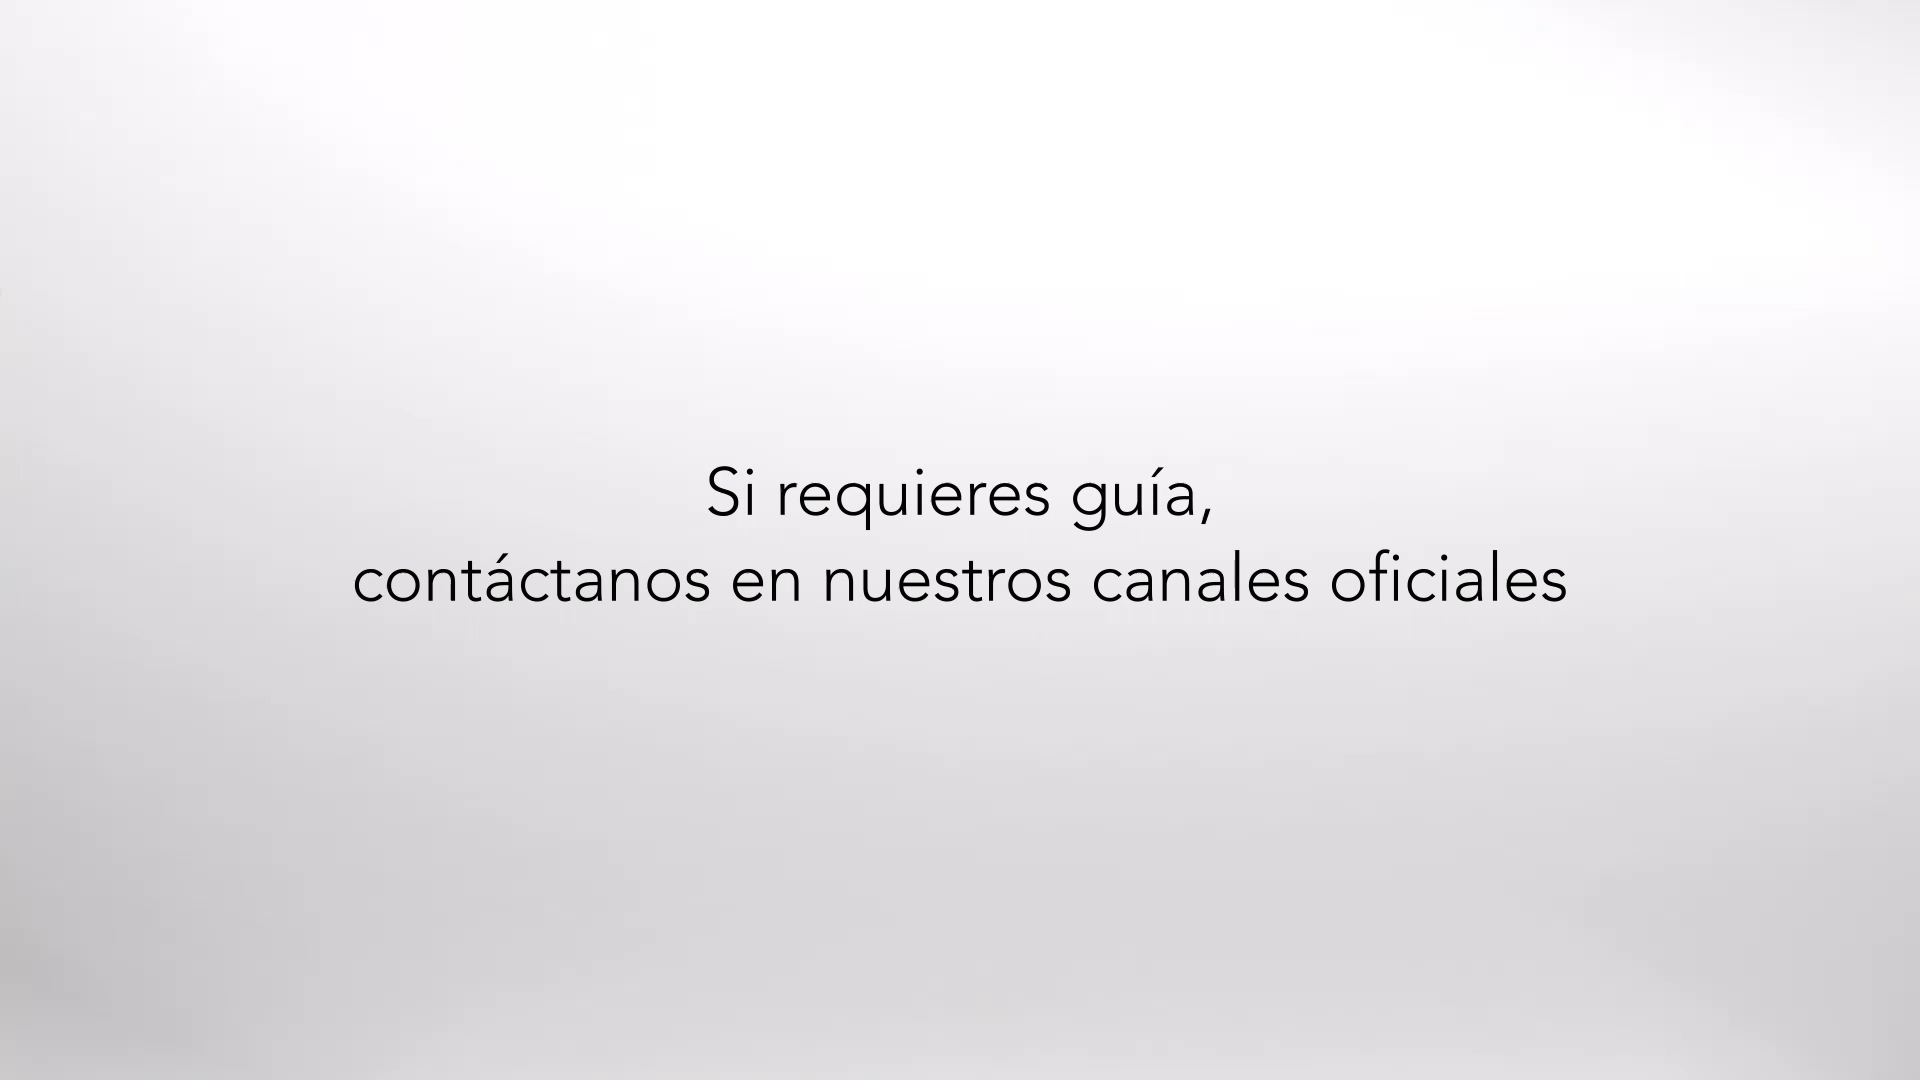 Si requieres guía,
contáctanos en nuestros canales oficiales